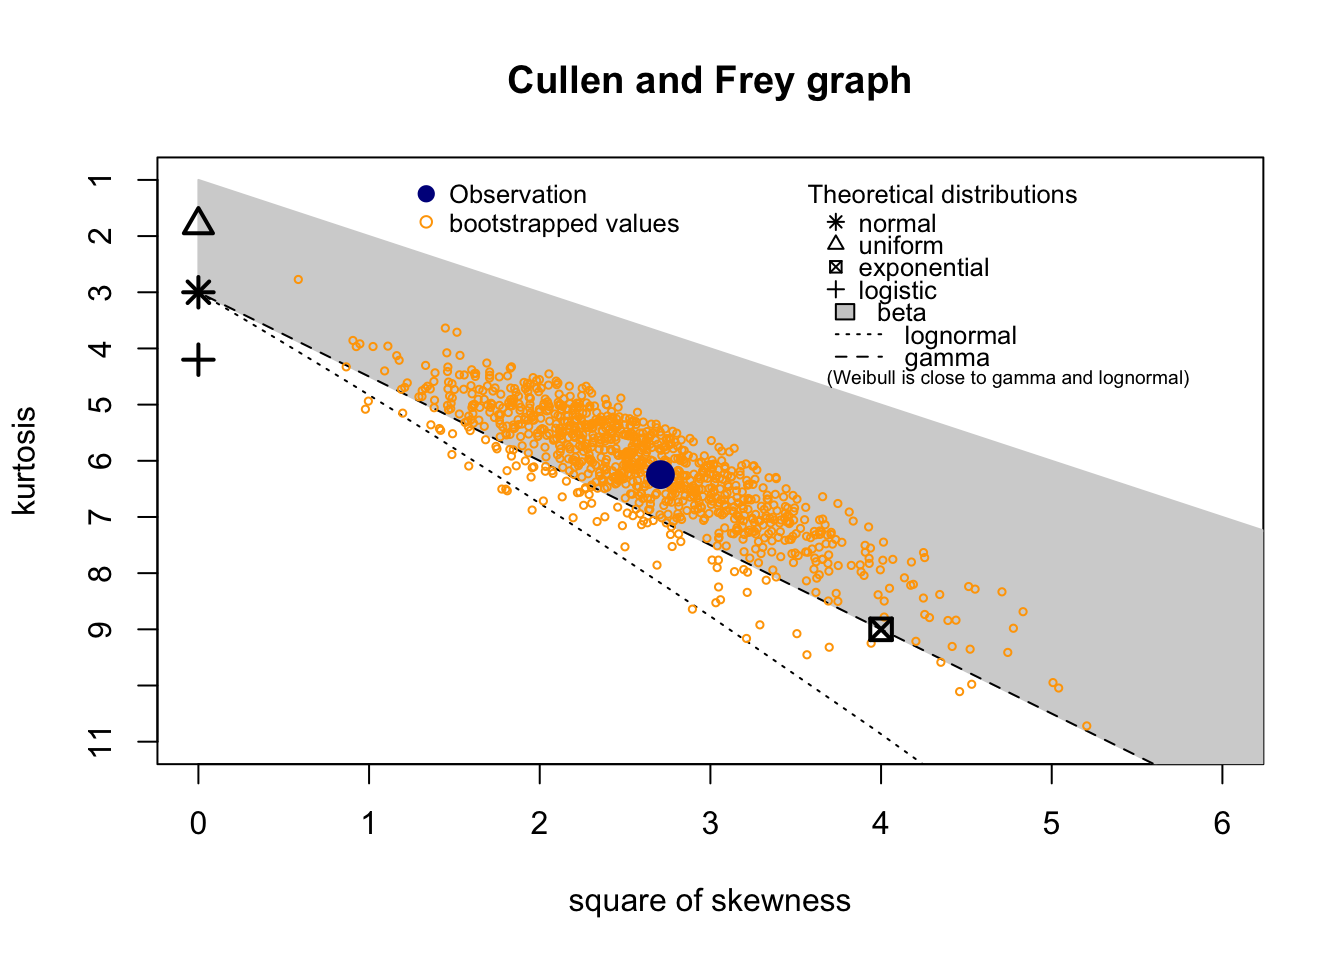 Cullen and Frey graph
Observation
bootstrapped values
Theoretical distributions
normal
uniform
exponential
logistic
beta
lognormal
gamma
(Weibull is close to gamma and lognormal)
kurtosis
1
2
3
4
5
6
7
8
9
11
0 1 2 3 4 5 6
square of skewness